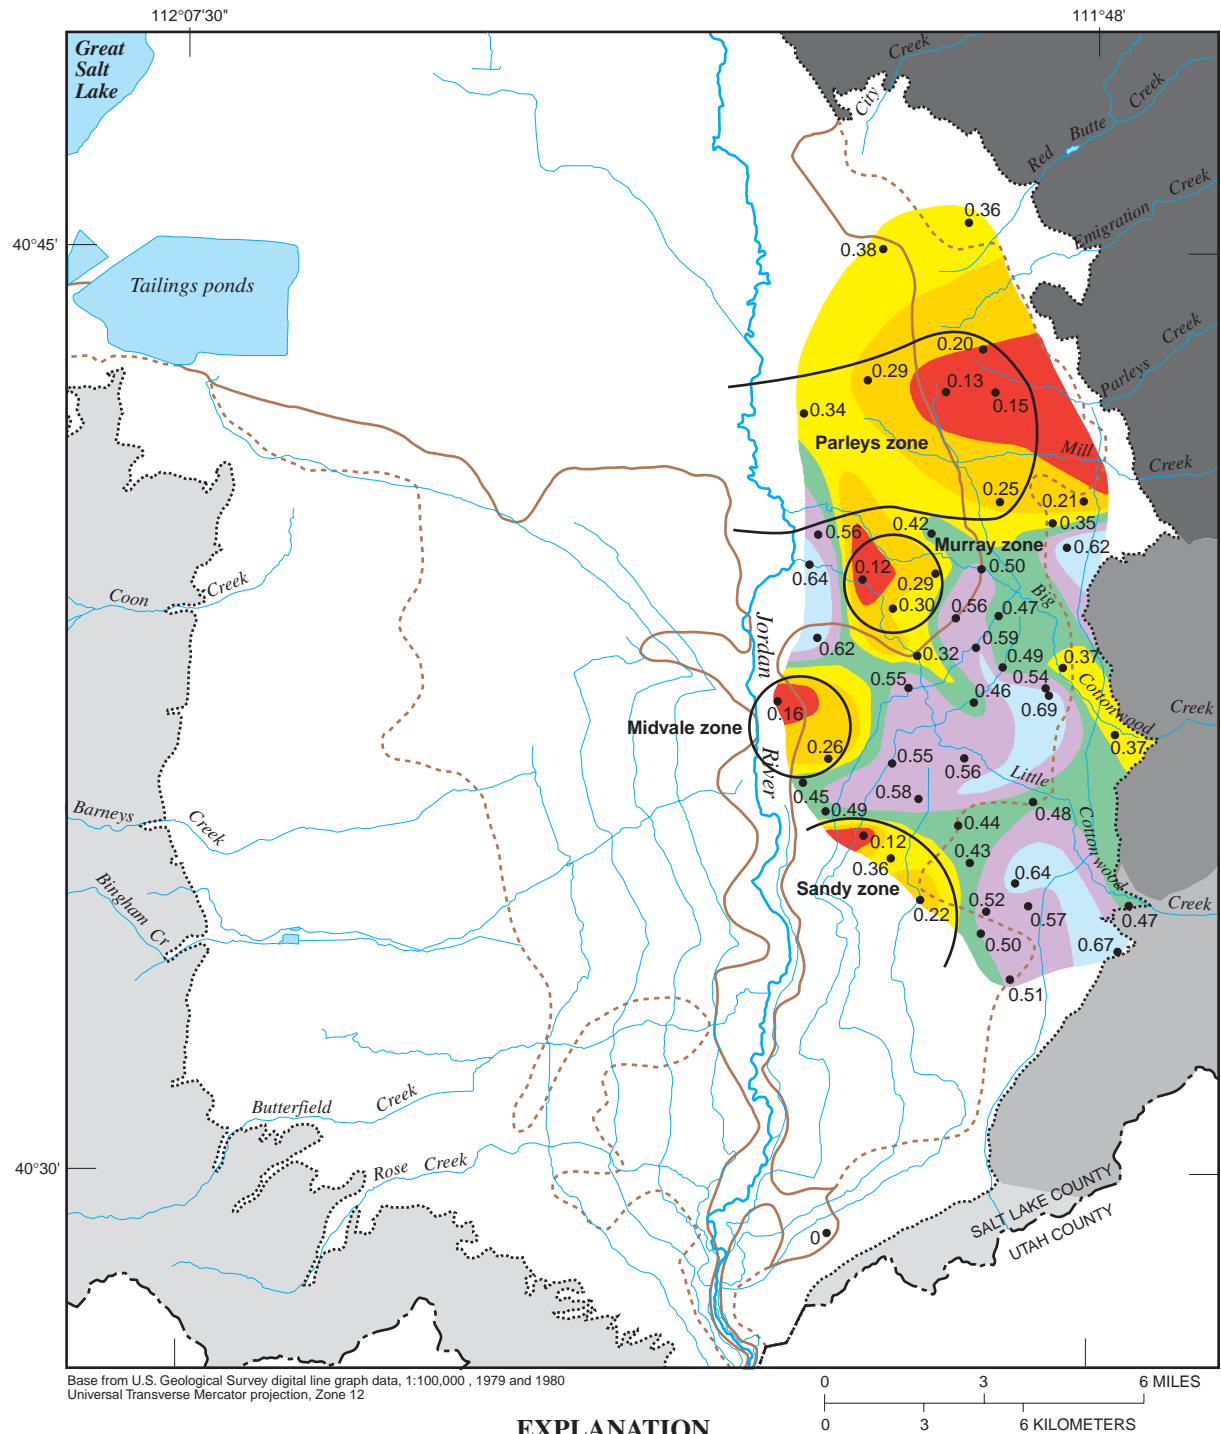 112°07'30"
111°48'
Great
Salt
Lake
City
Creek
Red
Butte
Creek
Emigration
Creek
0.36
0.38
40°45'
Tailings ponds
Parleys
Creek
0.20
0.29
0.13
0.15
0.34
Parleys zone
Mill
Creek
0.25
0.21
0.35
0.56
0.42
Murray zone
0.62
0.64
0.12
0.50
0.29
0.30
Big
Coon
Creek
0.56
0.47
0.59
0.62
0.32
0.49
0.37
Jordan
0.55
0.54
Cottonwood
0.46
0.69
Creek
0.16
Midvale zone
0.37
0.26
River
0.55
0.56
Little
0.45
0.58
0.49
0.48
Barneys
Creek
0.44
Cottonwood
0.12
0.43
0.36
Sandy zone
0.64
Bingham Cr
0.22
0.52
0.57
0.47
Creek
0.50
0.67
0.51
Butterfield
Creek
Rose
Creek
40°30'
0
SALT LAKE COUNTY
UTAH COUNTY
Base from U.S. Geological Survey digital line graph data, 1:100,000 , 1979 and 1980
Universal Transverse Mercator projection, Zone 12
0 3 6 MILES
0 3 6 KILOMETERS
EXPLANATION